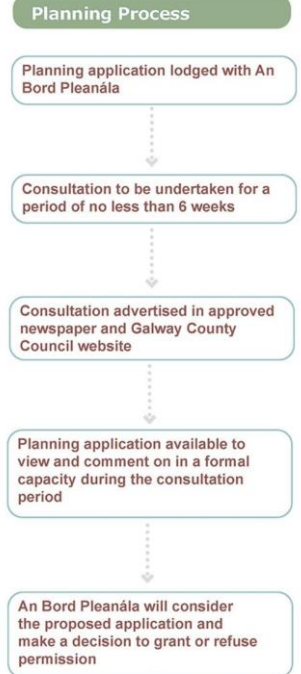 Planning Process
Planning application lodged with An
Bord Pleanála
Consultation to be undertaken for a
period of no less than 6 weeks
Consultation advertised in approved
newspaper and Galway County
Council website
Planning application available to
view and comment on in a formal
capacity during the consultation
period
An Bord Pleanála will consider
the proposed application and
make a decision to grant or refuse
permission